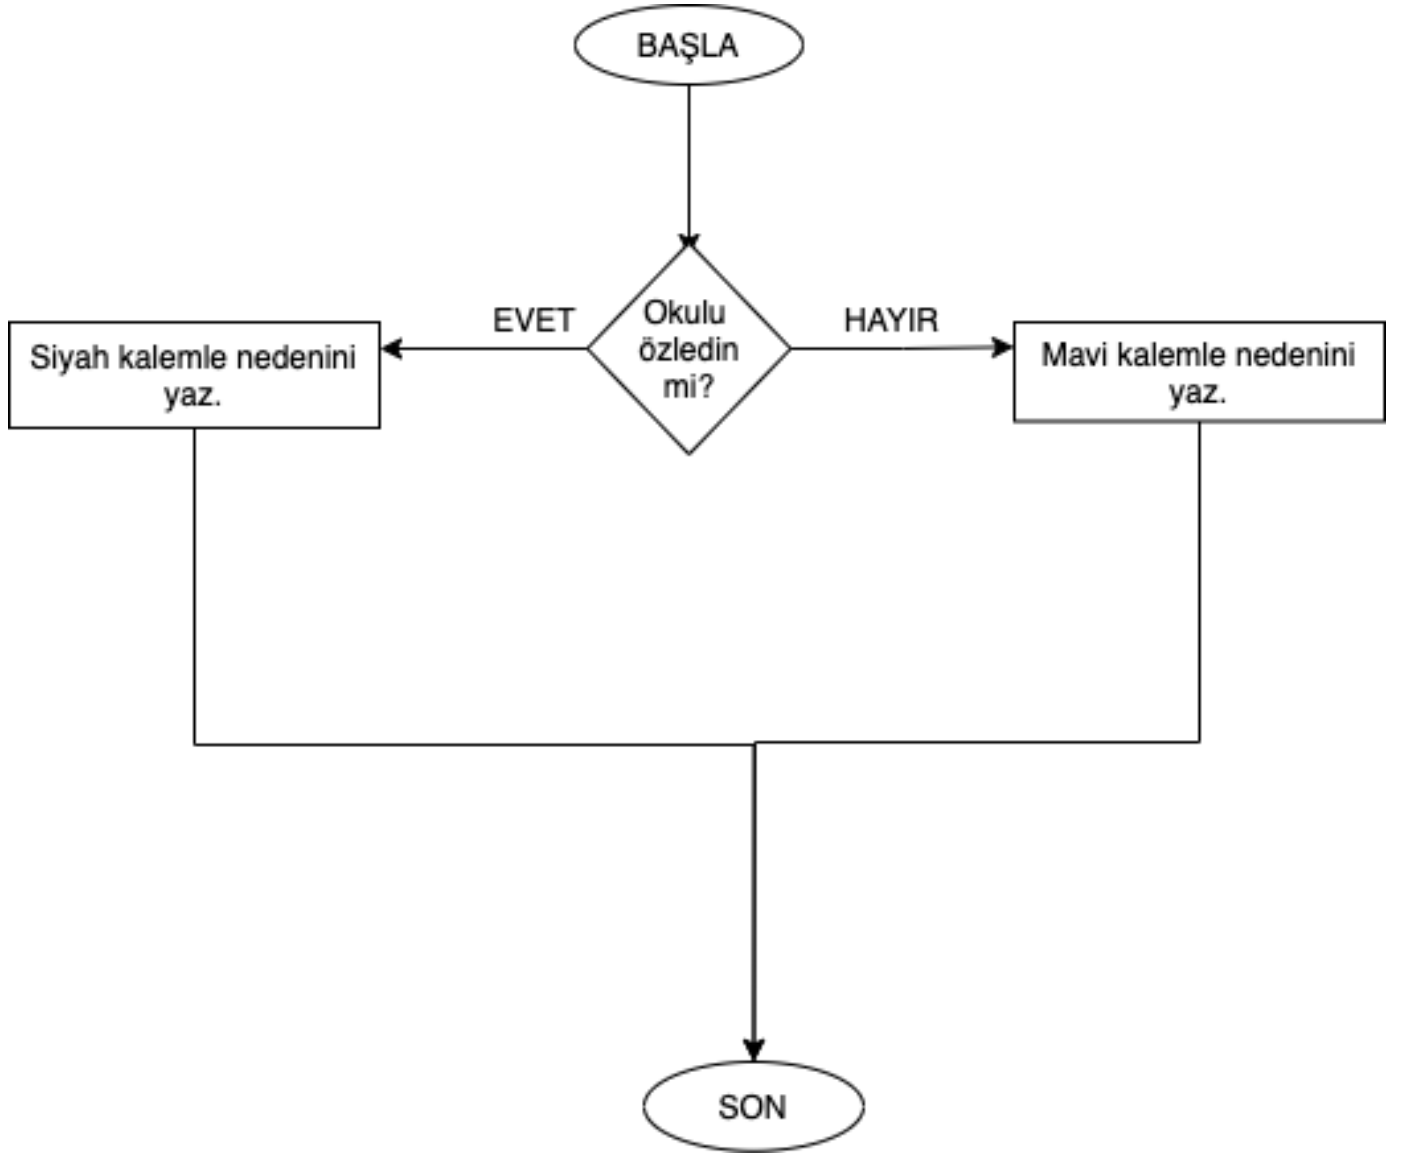 BAŞLA
EVET
Okulu
özledin
mi?
HAYIR
Siyah kalemle nedenini
yaz.
Mavi kalemle nedenini
yaz.
SON